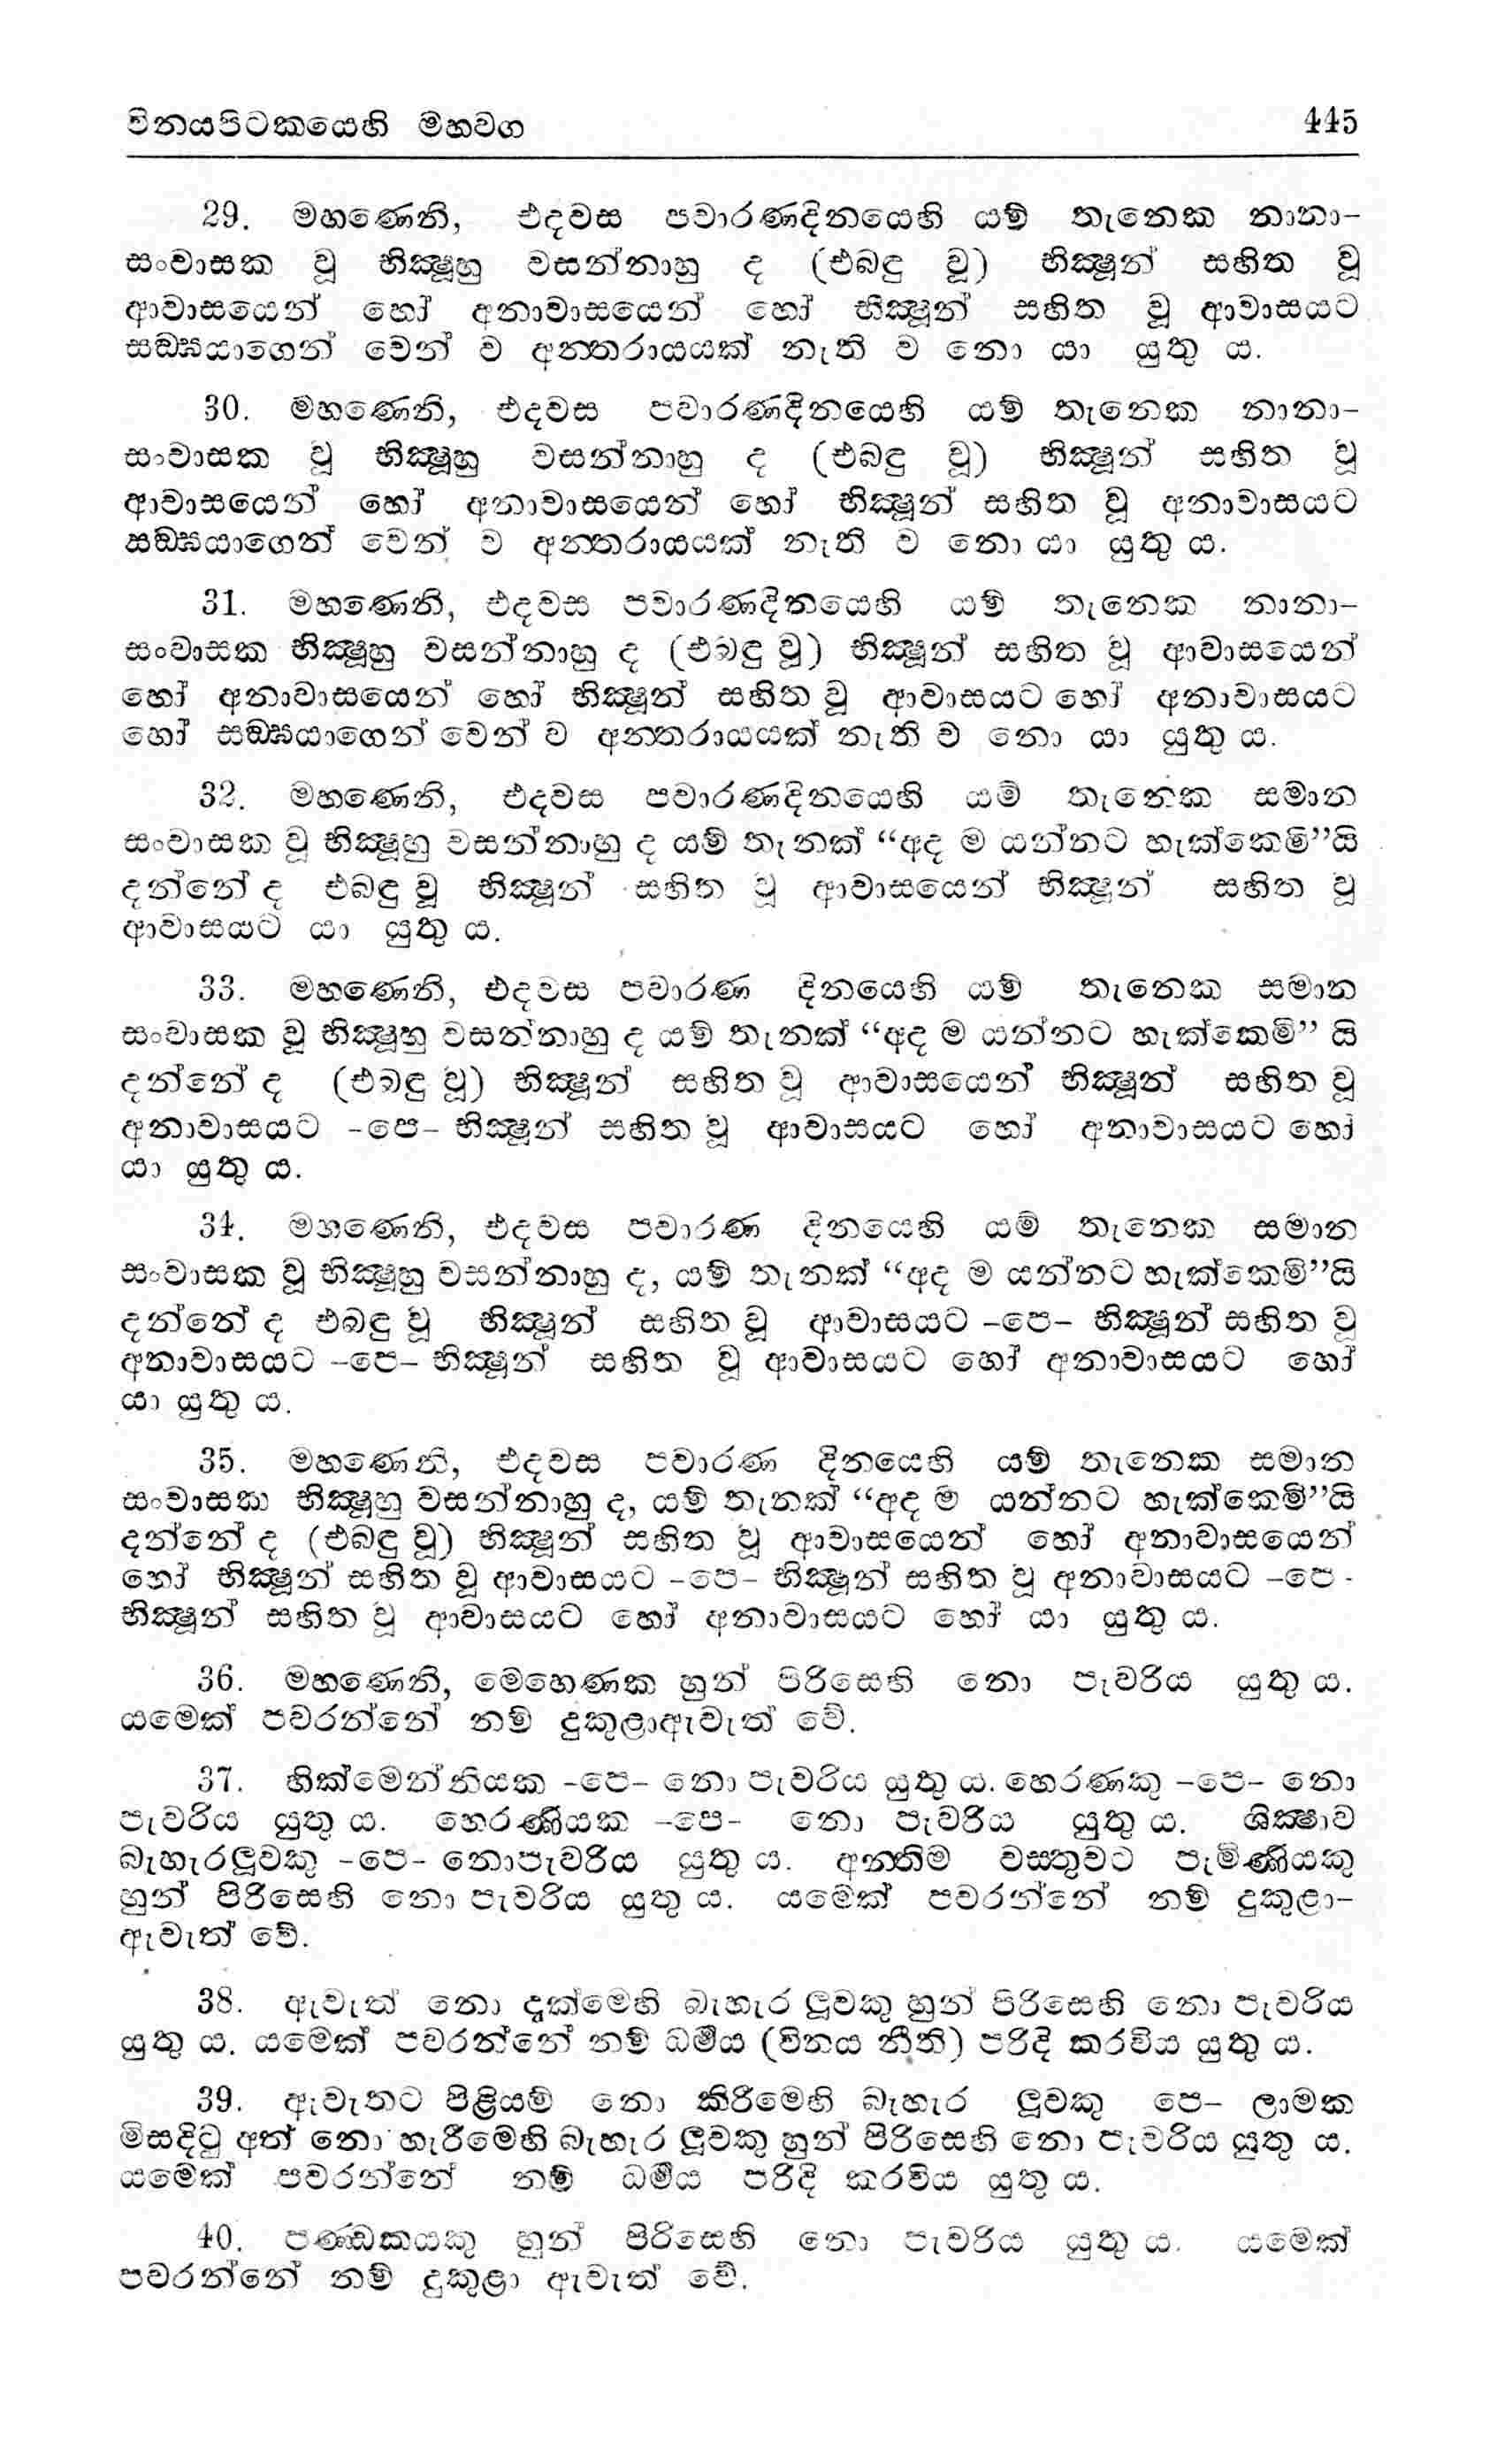 විනයපිටකයෙහි මහවග 445
29. මහණෙනි, එදවස පවාරණදිනයෙහි යම් තැනෙක නානා-
සංවාසක වූ භික්‍ෂූහු වසන්නාහු ද (එබඳු වූ) භික්‍ෂූන් සහිත වූ
ආවාසයෙන් හෝ අනාවාසයෙන් හෝ භික්‍ෂූන් සහිත වූ ආවාසයට
සඞ්ඝයාගෙන් වෙන් ව අන්‍තරායයක් නැති ව නො යා යුතු ය.
30. මහණෙනි, එදවස පවාරණදිනයෙහි යම් තැනෙක නානා-
සංවාසක වූ භික්‍ෂූහු වසන්නාහු ද (එබඳු වූ) භික්‍ෂූන් සහිත වූ
ආවාසයෙන් හෝ අනාවාසයෙන් හෝ භික්‍ෂූන් සහිත වූ අනාවාසයට
සඞ්ඝයාගෙන් වෙන් ව අන්‍තරායයක් නැති ව නො යා යුතු ය.
31. මහණෙනි, එදවස පවාරණදිනයෙහි යම් තැනෙක නානා-
සංවාසක භික්‍ෂූහු වසන්නාහු ද (එබඳු වූ) භික්‍ෂූන් සහිත වූ ආවාසයෙන්
හෝ අනාවාසයෙන් හෝ භික්‍ෂූන් සහිත වූ ආවාසයට හෝ අනාවාසයට
හෝ සඞ්ඝයාගෙන් වෙන් ව අන්‍තරායයක් නැති ව නො යා යුතු ය.
32. මහණෙනි, එදවස පවාරණදිනයෙහි යම් තැනෙක සමාන
සංවාසක වූ භික්‍ෂූහු වසන්නාහු ද යම් තැනක් “අද ම යන්නට හැක්කෙමි”යි
දන්නේ ද එබඳු වූ භික්‍ෂූන් සහිත වූ ආවාසයෙන් භික්‍ෂූන් සහිත වූ
ආවාසයට යා යුතු ය.
33. මහණෙනි, එදවස පවාරණ දිනයෙහි යම් තැනෙක සමාන
සංවාසක වූ භික්‍ෂූහු වසන්නාහු ද යම් තැනක් “අද ම යන්නට හැක්කෙමි” යි
දන්නේ ද (එබඳු වූ) භික්‍ෂූන් සහිත වූ ආවාසයෙන් භික්‍ෂූන් සහිත වූ
අනාවාසයට -පෙ- භික්‍ෂූන් සහිත වූ ආවාසයට හෝ අනාවාසයට හෝ
යා යුතු ය.
34. මහණෙනි, එදවස පවාරණ දිනයෙහි යම් තැනෙක සමාන
සංවාසක වූ භික්‍ෂූහු වසන්නාහු ද, යම් තැනක් “අද ම යන්නට හැක්කෙමි”යි
දන්නේ ද එබඳු වූ භික්‍ෂූන් සහිත වූ ආවාසයට -පෙ- භික්‍ෂූන් සහිත වූ
අනාවාසයට -පෙ- භික්‍ෂූන් සහිත වූ ආවාසයට හෝ අනාවාසයට හෝ
යා යුතු ය.
35. මහණෙනි, එදවස පවාරණ දිනයෙහි යම් තැනෙක සමාන
සංවාසක භික්‍ෂූහු වසන්නාහු ද, යම් තැනක් “අද ම යන්නට හැක්කෙමි”යි
දන්නේ ද (එබඳු වූ) භික්‍ෂූන් සහිත වූ ආවාසයෙන් හෝ අනාවාසයෙන්
හෝ භික්‍ෂූන් සහිත වූ ආවාසයට -පෙ- භික්‍ෂූන් සහිත වූ අනාවාසයට -පෙ-
භික්‍ෂූන් සහිත වූ ආවාසයට හෝ අනාවාසයට හෝ යා යුතු ය.
36. මහණෙනි, මෙහෙණක හුන් පිරිසෙහි නො පැවරිය යුතු ය.
යමෙක් පවරන්නේ නම් දුකුළාඇවැත් වේ.
37. හික්මෙන්නියක -පෙ- නො පැවරිය යුතු ය. හෙරණකු -පෙ- නො
පැවරිය යුතු ය. හෙරණියක -පෙ- නො පැවරිය යුතු ය. ශික්‍ෂාව
බැහැරලූවකු -පෙ- නොපැවරිය යුතු ය. අන්‍තිම වස්තුවට පැමිණියකු
හුන් පිරිසෙහි නො පැවරිය යුතු ය. යමෙක් පවරන්නේ නම් දුකුළා-
ඇවැත් වේ.
38. ඇවැත් නො දැක්මෙහි බැහැර ලූවකු හුන් පිරිසෙහි නො පැවරිය
යුතු ය. යමෙක් පවරන්නේ නම් ධර්‍මය (විනය නීති) පරිදි කරවිය යුතු ය.
39. ඇවැතට පිළියම් නො කිරීමෙහි බැහැර ලූවකු පෙ- ලාමක
මිසදිටු අත් නො හැරීමෙහි බැහැර ලූවකු හුන් පිරිසෙහි නො පැවරිය යුතු ය.
යමෙක් පවරන්නේ නම් ධර්‍මය පරිදි කරවිය යුතු ය.
40. පණ්ඩකයකු හුන් පිරිසෙහි නො පැවරිය යුතු ය. යමෙක්
පවරන්නේ නම් දුකුළා ඇවැත් වේ.